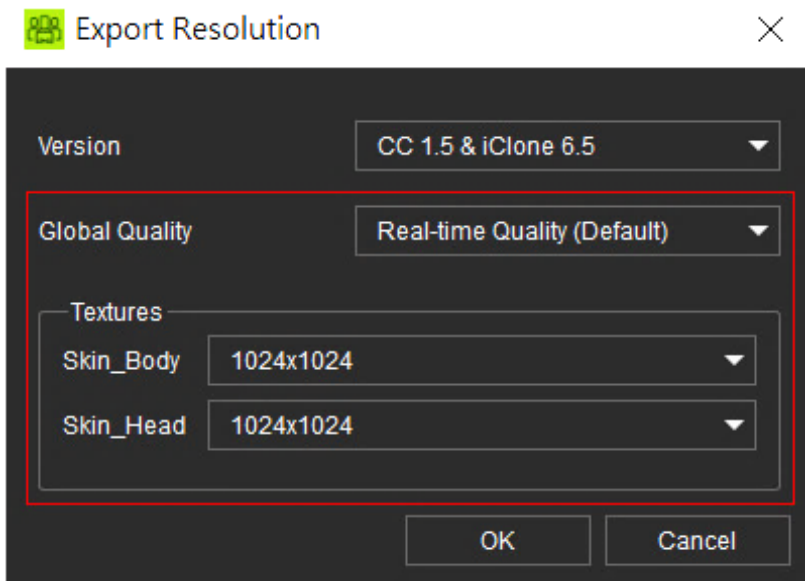 Export Resolution
Version CC 1.5 & iClone 6.5
Global Quality Real-time Quality (Default)
Textures
Skin_Body 1024x1024
Skin_Head 1024x1024
OK Cancel